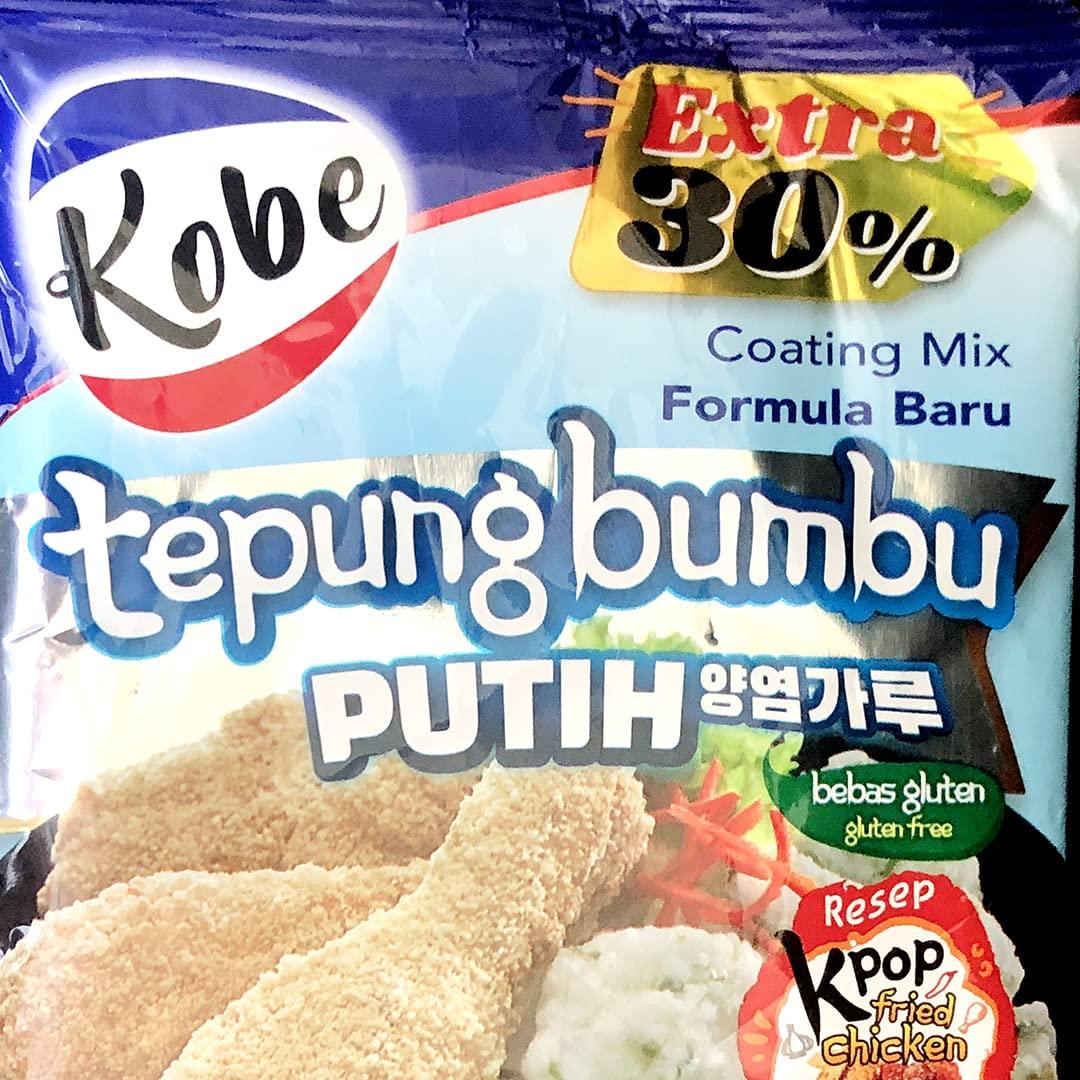 Kobe
Extra
30%
Coating Mix
Formula Baru
tepung bumbu
PUTIH 양염가루
bebas gluten
gluten free
Resep
Kpop
fried
chicken